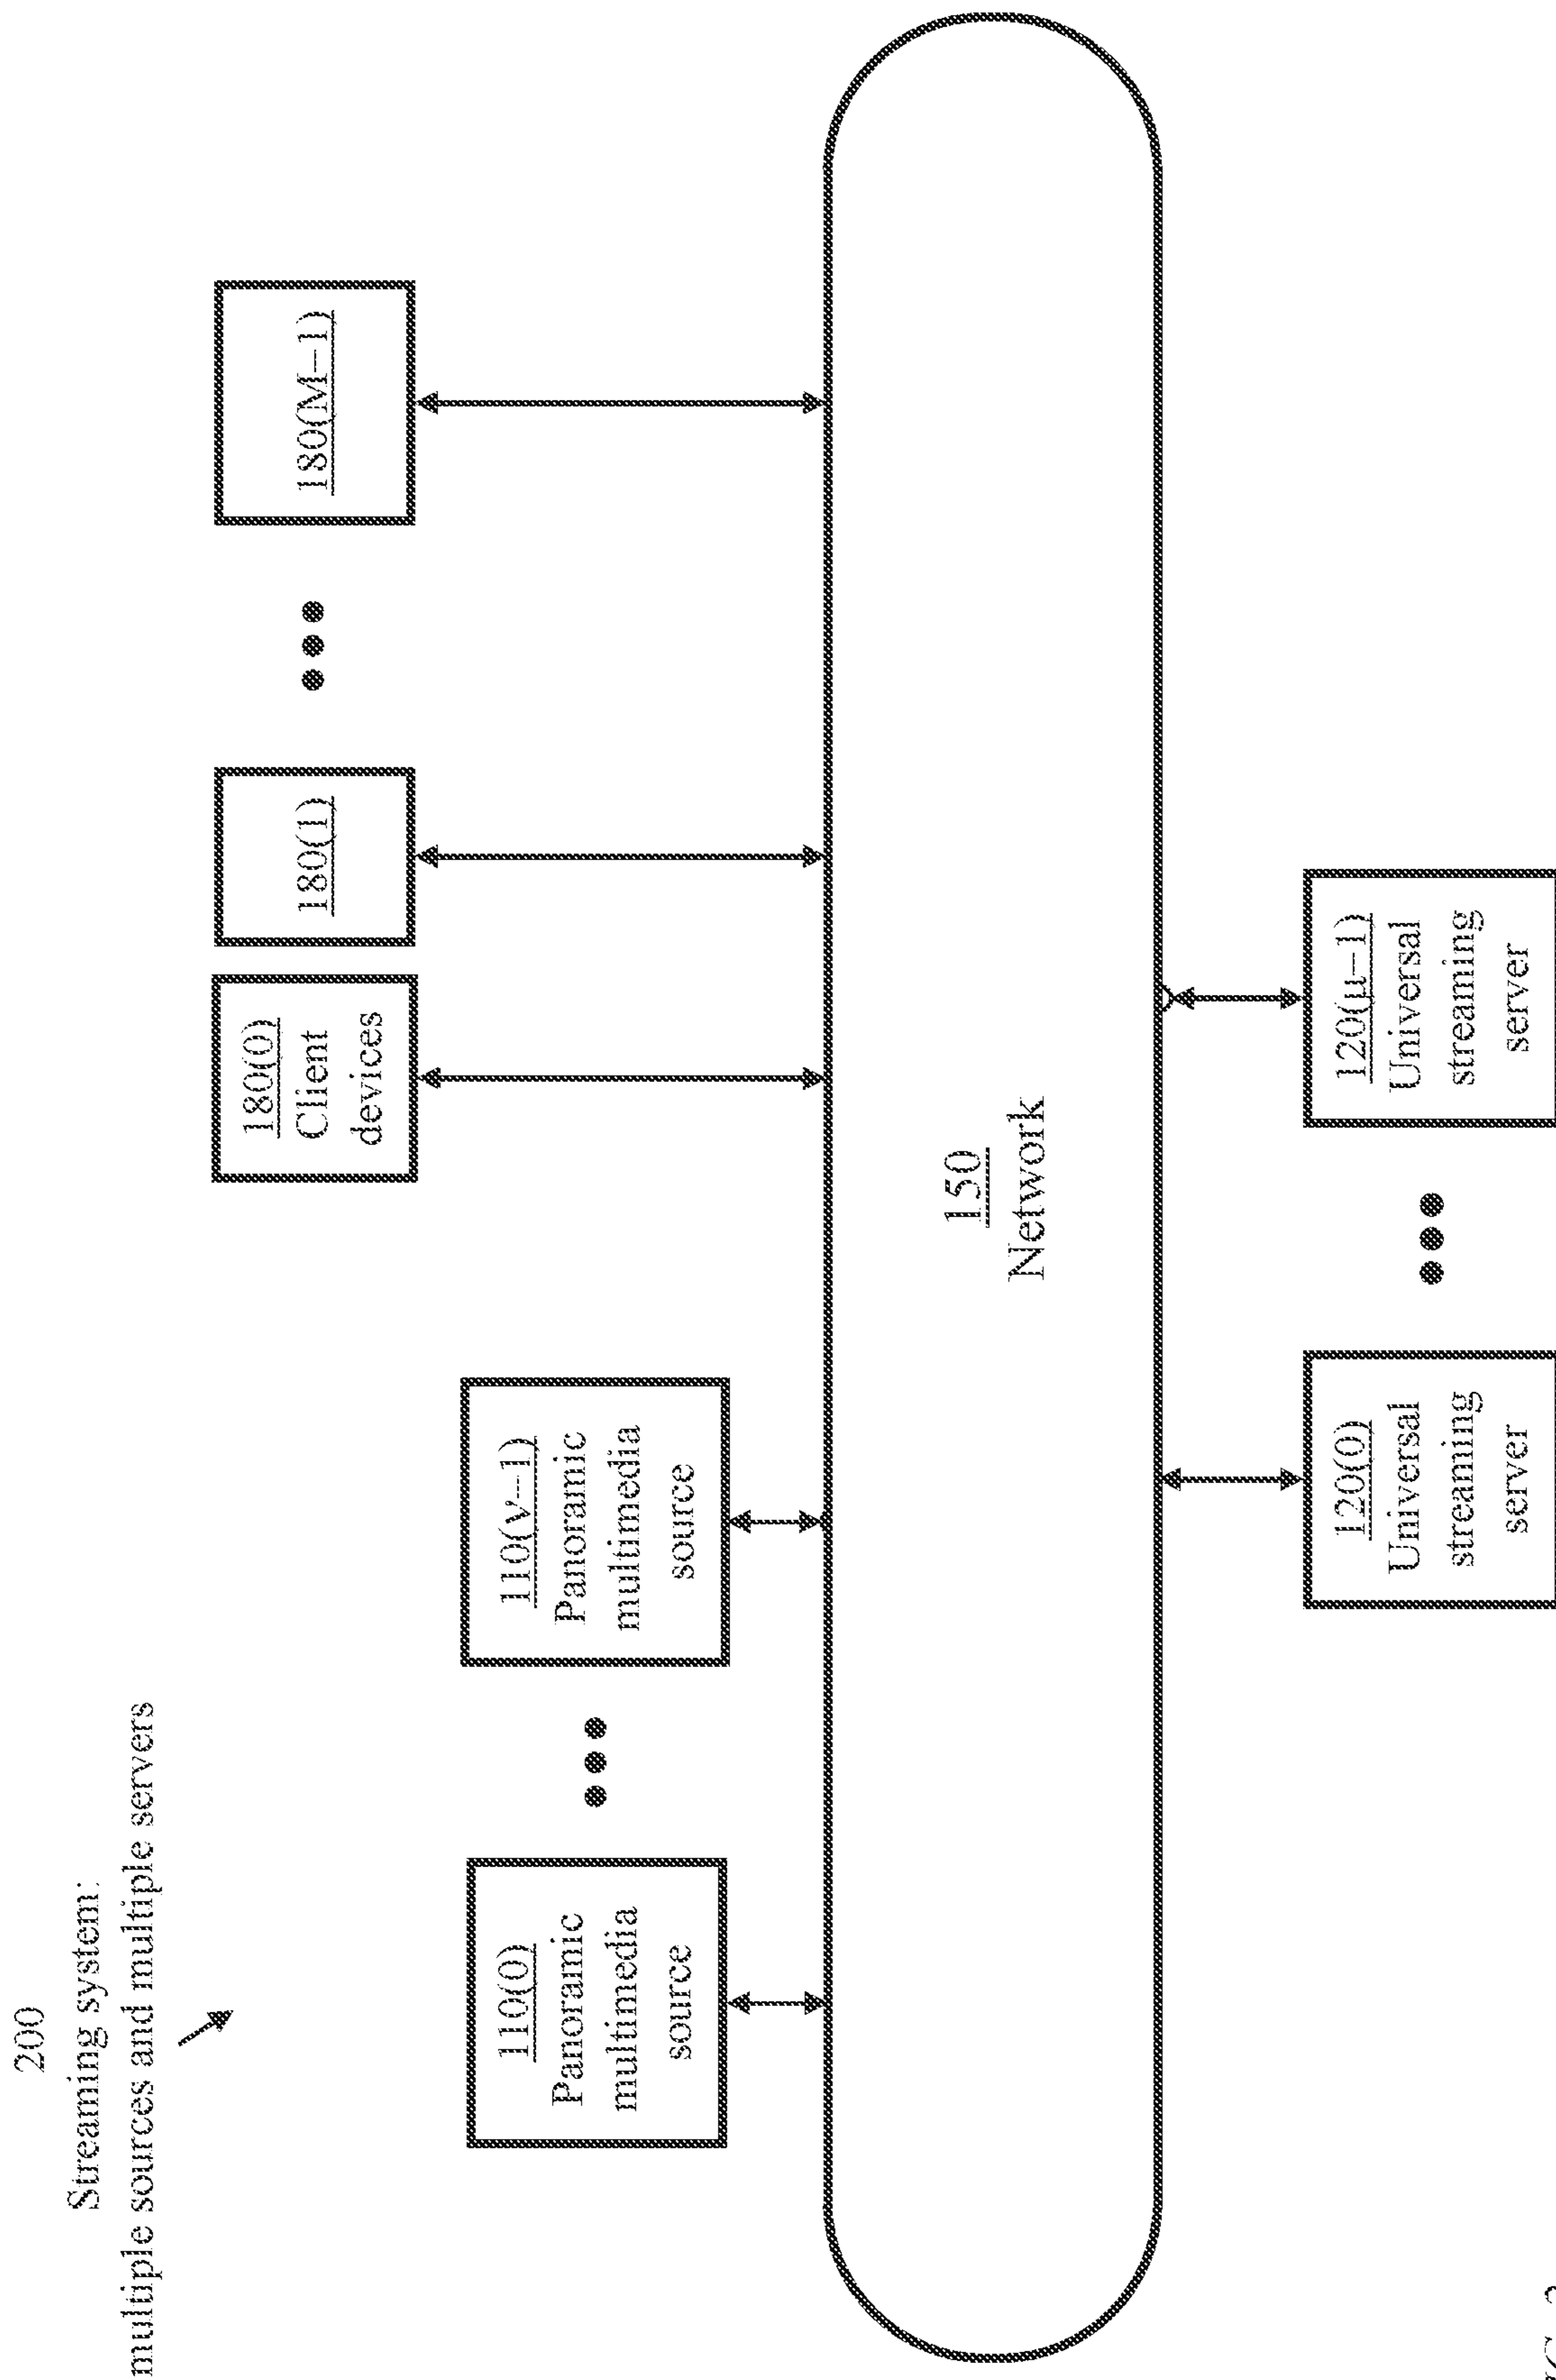 200
Streaming system:
multiple sources and multiple servers
180(0)
Client
devices
180(1)
180(M–1)
110(0)
Panoramic
multimedia
source
110(ν–1)
Panoramic
multimedia
source
150
Network
120(0)
Universal
streaming
server
120(μ–1)
Universal
streaming
server